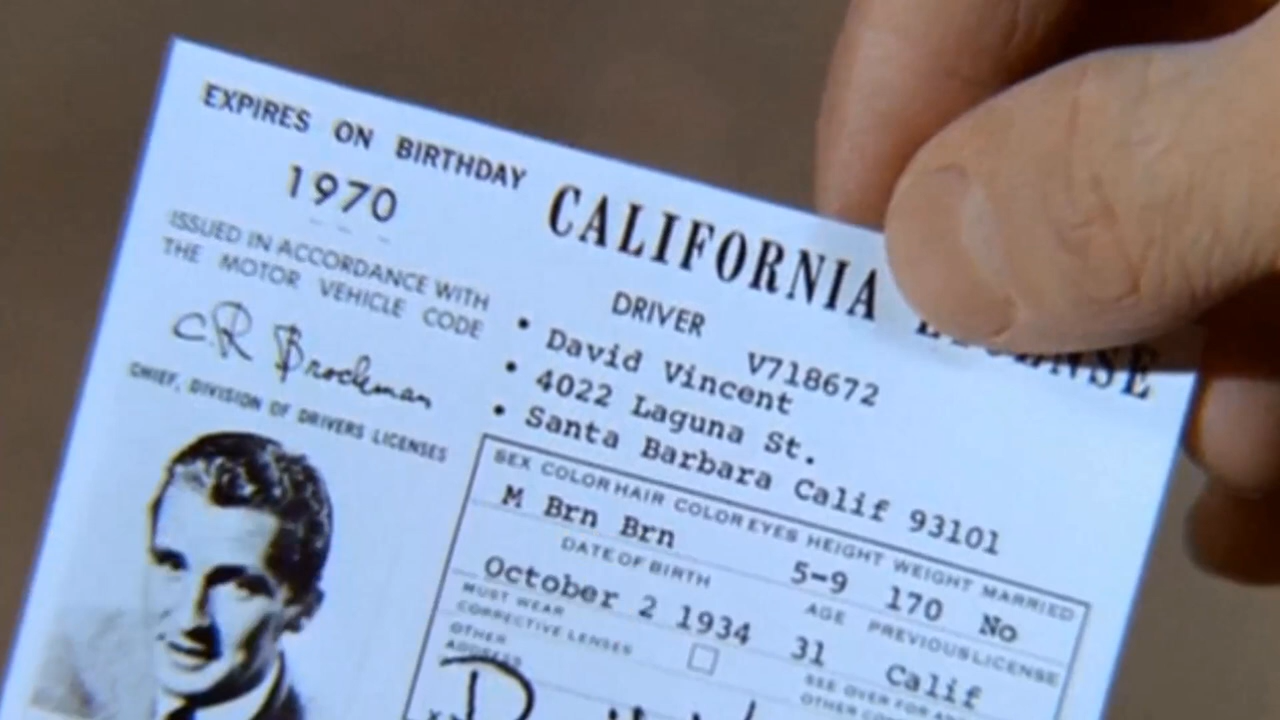 EXPIRES ON BIRTHDAY
1970
ISSUED IN ACCORDANCE WITH
THE MOTOR VEHICLE CODE
CR Brockman
CHIEF, DIVISION OF DRIVERS LICENSES
CALIFORNIA
DRIVER V718672
• David Vincent
• 4022 Laguna St.
• Santa Barbara Calif 93101
SEX COLOR HAIR COLOR EYES HEIGHT WEIGHT MARRIED
M Brn Brn 5-9 170 No
DATE OF BIRTH AGE PREVIOUS LICENSE
October 2 1934 31 Calif
MUST WEAR
CORRECTIVE LENSES
SEE OVER FOR
OTHER
ADDRESS
OTHER
X